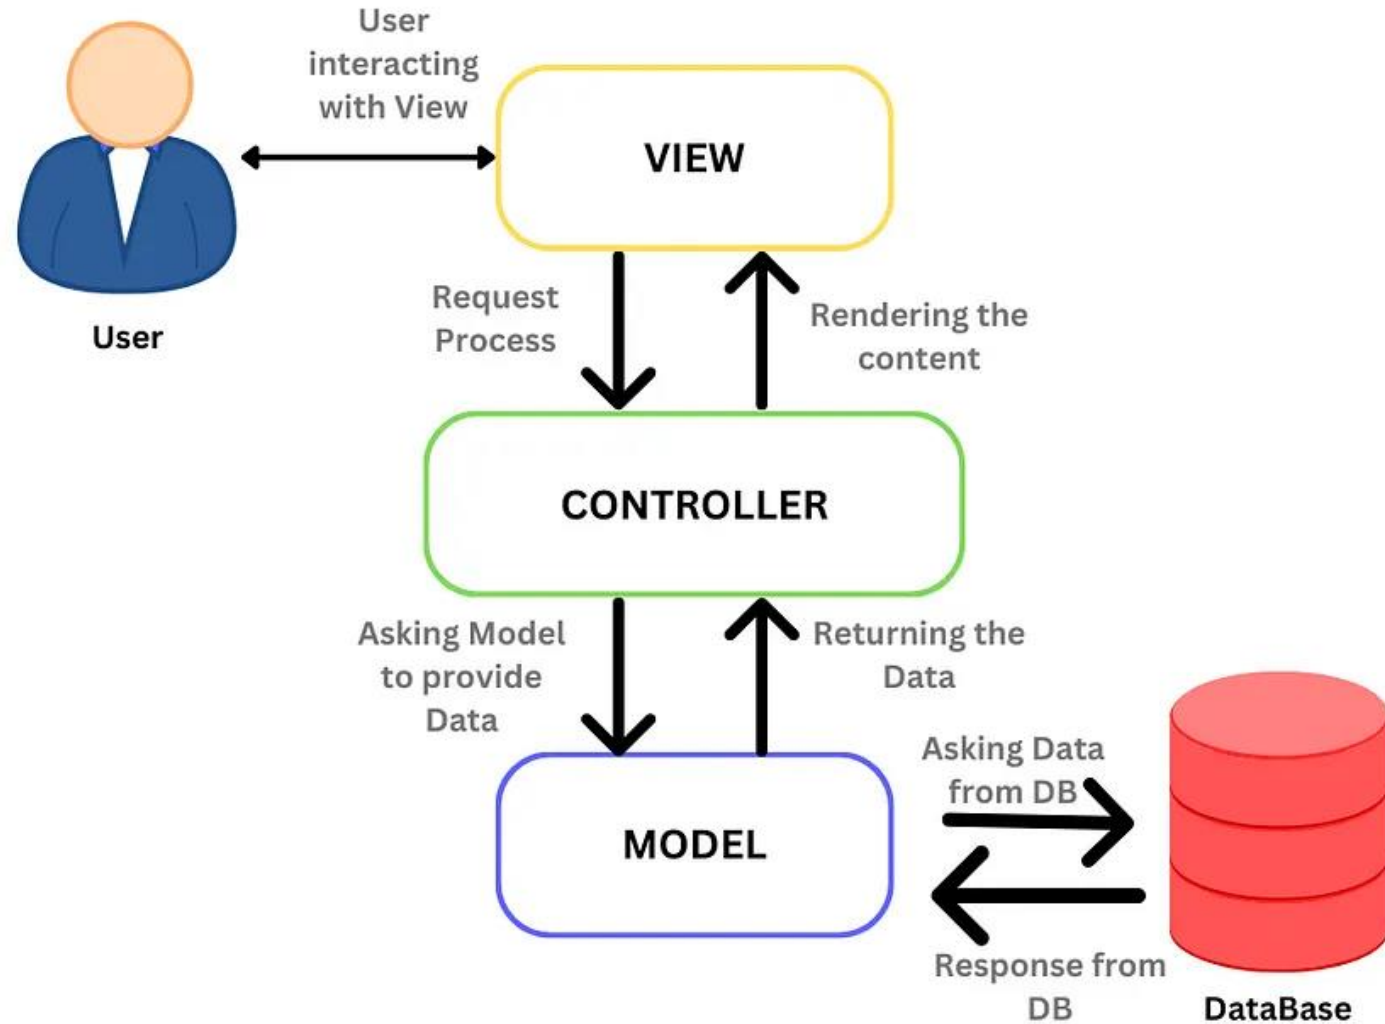 User
interacting
with View
VIEW
User
Request
Process
Rendering the
content
CONTROLLER
Asking Model
to provide
Data
Returning the
Data
MODEL
Asking Data
from DB
Response from
DB
DataBase